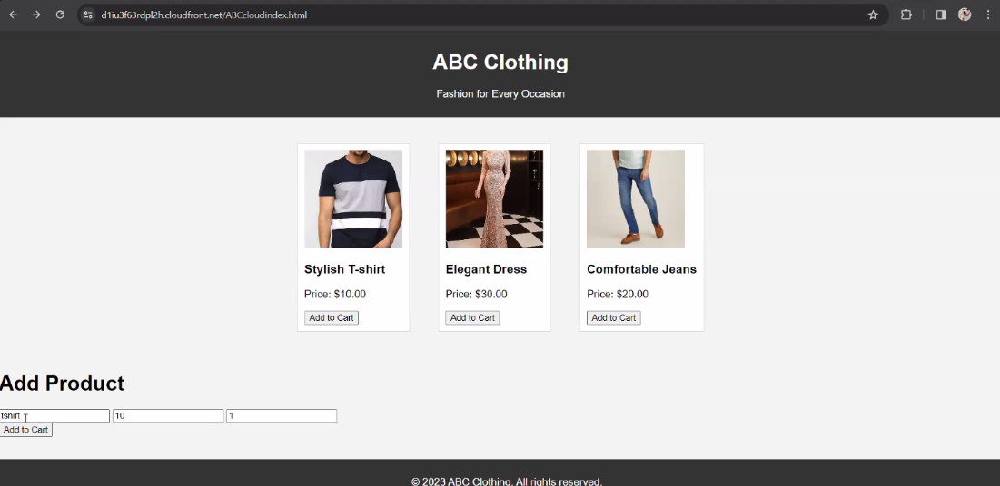 d1iu3f63rdpl2h.cloudfront.net/ABCcloudindex.html
ABC Clothing
Fashion for Every Occasion
Stylish T-shirt
Price: $10.00
Add to Cart
Elegant Dress
Price: $30.00
Add to Cart
Comfortable Jeans
Price: $20.00
Add to Cart
Add Product
tshirt
10
1
Add to Cart
© 2023 ABC Clothing. All rights reserved.